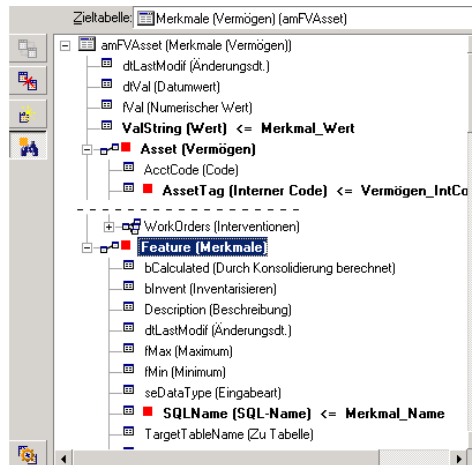 Zieltabelle: Merkmale (Vermögen) (amFVAsset)
amFVAsset (Merkmale (Vermögen))
dtLastModif (Änderungsdt.)
dtVal (Datumwert)
fVal (Numerischer Wert)
ValString (Wert) <= Merkmal_Wert
Asset (Vermögen)
AcctCode (Code)
AssetTag (Interner Code) <= Vermögen_IntCo
WorkOrders (Interventionen)
Feature (Merkmale)
bCalculated (Durch Konsolidierung berechnet)
bInvent (Inventarisieren)
Description (Beschreibung)
dtLastModif (Änderungsdt.)
fMax (Maximum)
fMin (Minimum)
seDataType (Eingabeart)
SQLName (SQL-Name) <= Merkmal_Name
TargetTableName (Zu Tabelle)